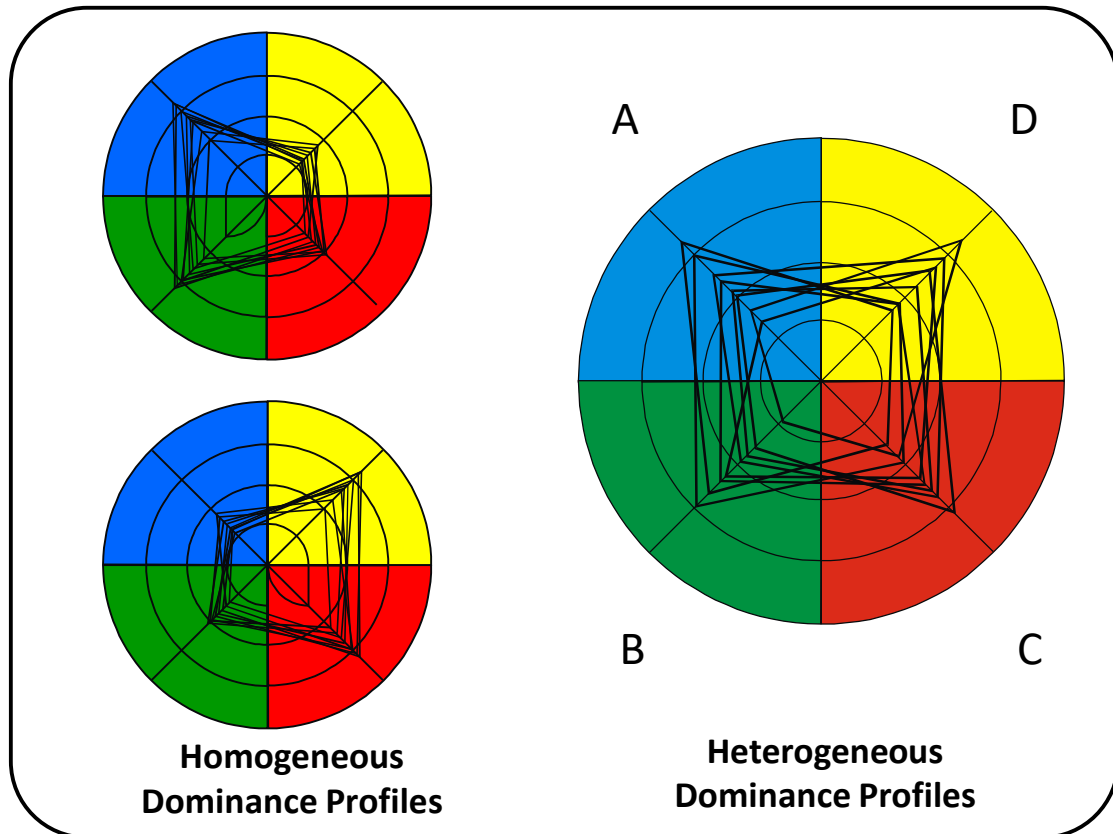 A
D
B
C
Homogeneous
Dominance Profiles
Heterogeneous
Dominance Profiles